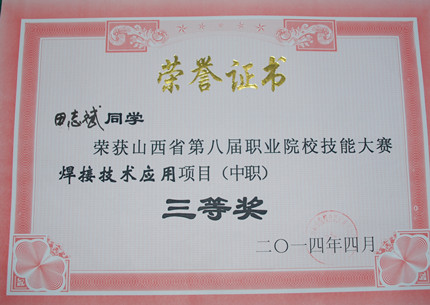 荣誉证书
田志斌同学
荣获山西省第八届职业院校技能大赛
焊接技术应用项目（中职）
三等奖
二〇一四年四月